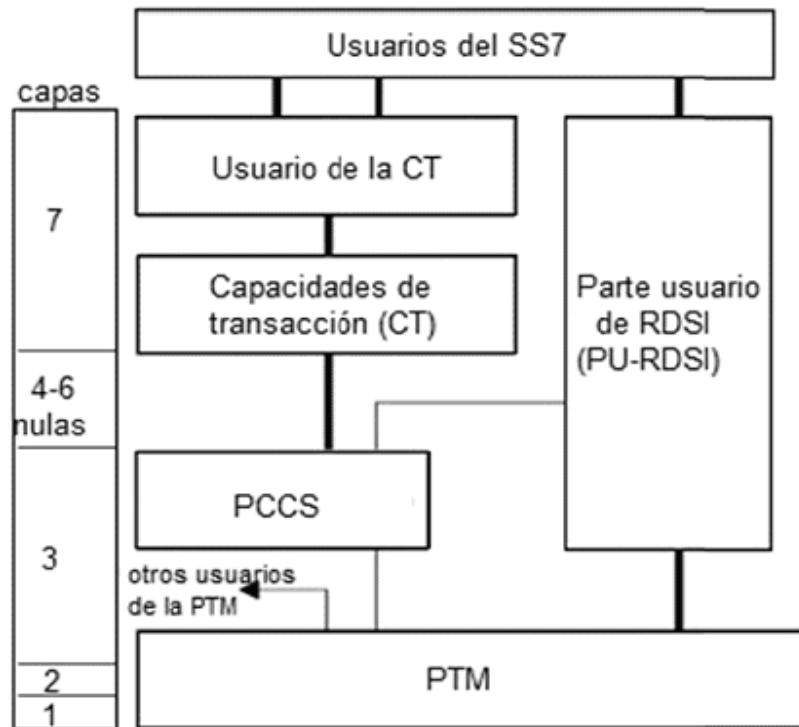 Usuarios del SS7
capas
7
4-6
nulas
3
2
1
Usuario de la CT
Capacidades de
transacción (CT)
Parte usuario
de RDSI
(PU-RDSI)
PCCS
otros usuarios
de la PTM
PTM